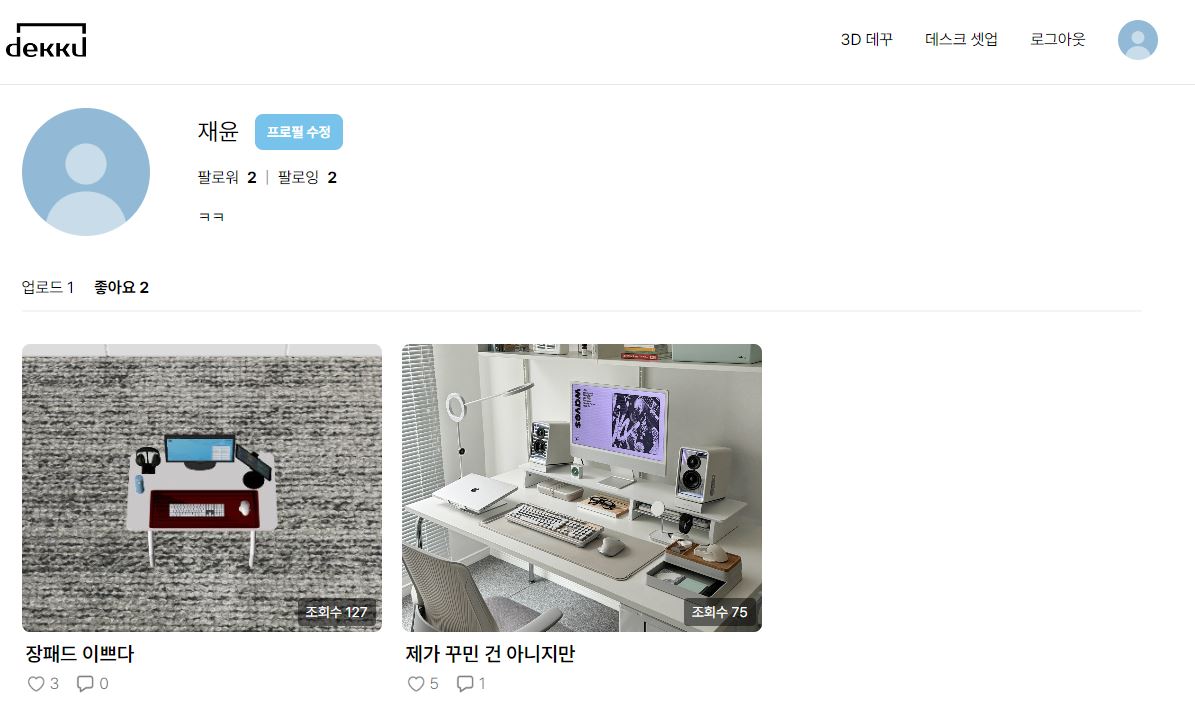 dekku
3D 데꾸 데스크 셋업 로그아웃
재윤 프로필 수정
팔로워 2 | 팔로잉 2
ㅋㅋ
업로드 1 좋아요 2
waves
조회수 127
조회수 75
장패드 이쁘다
제가 꾸민 건 아니지만
3 0
5 1